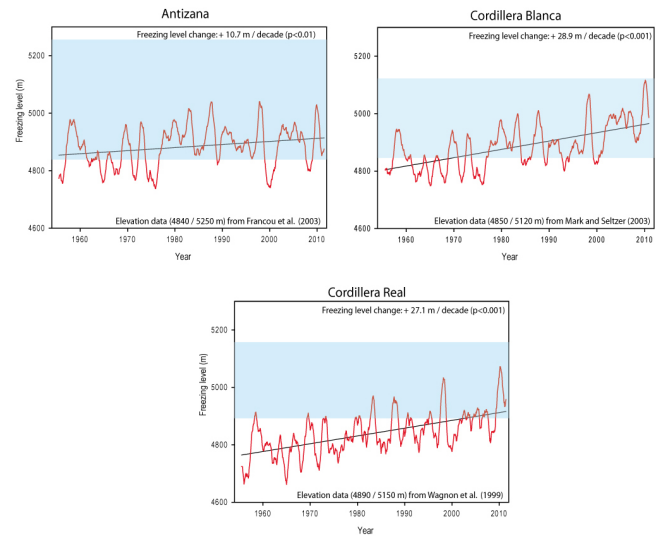 Antizana
Freezing level change: + 10.7 m / decade (p<0.01)
5200
5000
4800
4600
Freezing level (m)
Elevation data (4840 / 5250 m) from Francou et al. (2003)
1960
1970
1980
1990
2000
2010
Year
Cordillera Blanca
Freezing level change: + 28.9 m / decade (p<0.001)
5200
5000
4800
4600
Freezing level (m)
Elevation data (4850 / 5120 m) from Mark and Seltzer (2003)
1960
1970
1980
1990
2000
2010
Year
Cordillera Real
Freezing level change: + 27.1 m / decade (p<0.001)
5200
5000
4800
4600
Freezing level (m)
Elevation data (4890 / 5150 m) from Wagnon et al. (1999)
1960
1970
1980
1990
2000
2010
Year